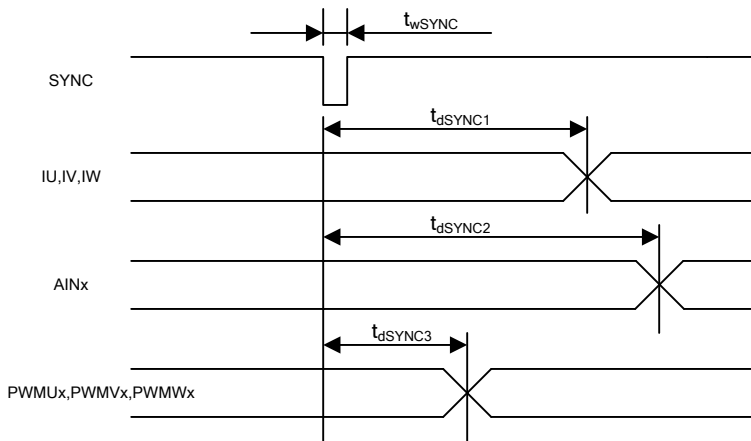 twSYNC
SYNC
tdSYNC1
IU,IV,IW
tdSYNC2
AINx
tdSYNC3
PWMUx,PWMVx,PWMWx